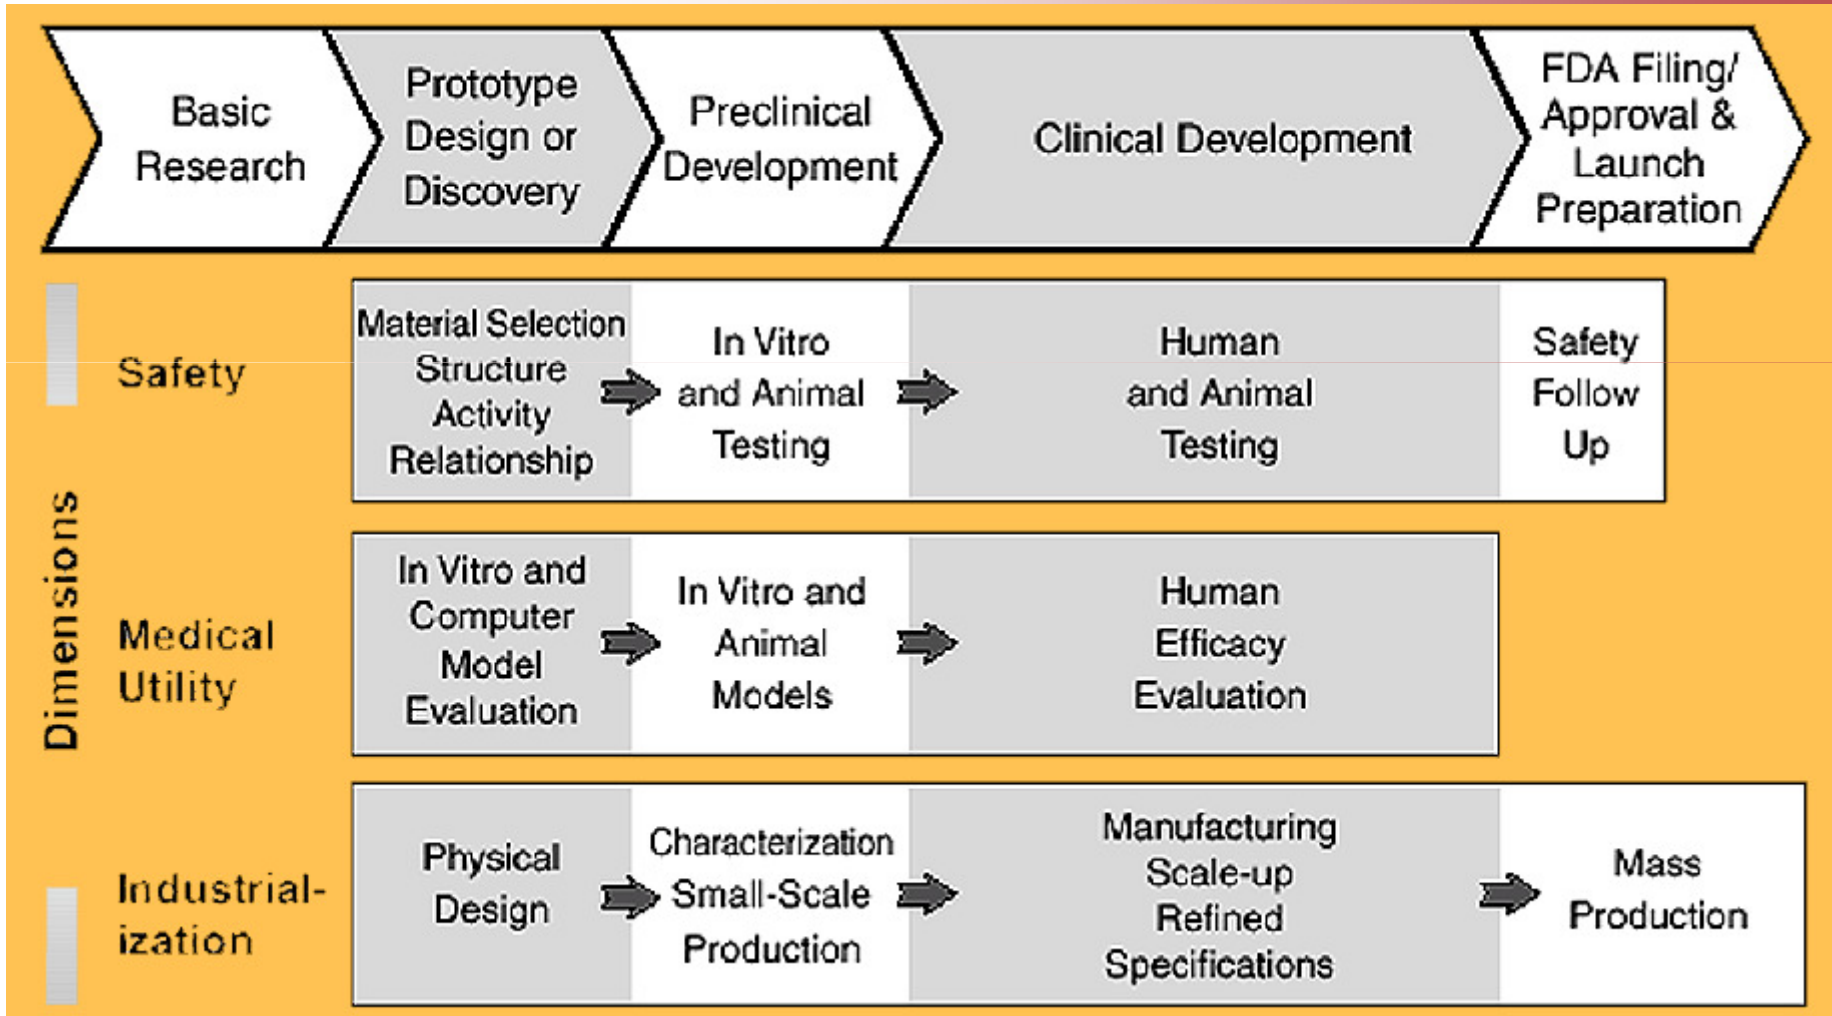 Basic
Research
Prototype
Design or
Discovery
Preclinical
Development
Clinical Development
FDA Filing/
Approval &
Launch
Preparation
Dimensions
Safety
Material Selection
Structure
Activity
Relationship
In Vitro
and Animal
Testing
Human
and Animal
Testing
Safety
Follow
Up
Medical
Utility
In Vitro and
Computer
Model
Evaluation
In Vitro and
Animal
Models
Human
Efficacy
Evaluation
Industrial-
ization
Physical
Design
Characterization
Small-Scale
Production
Manufacturing
Scale-up
Refined
Specifications
Mass
Production